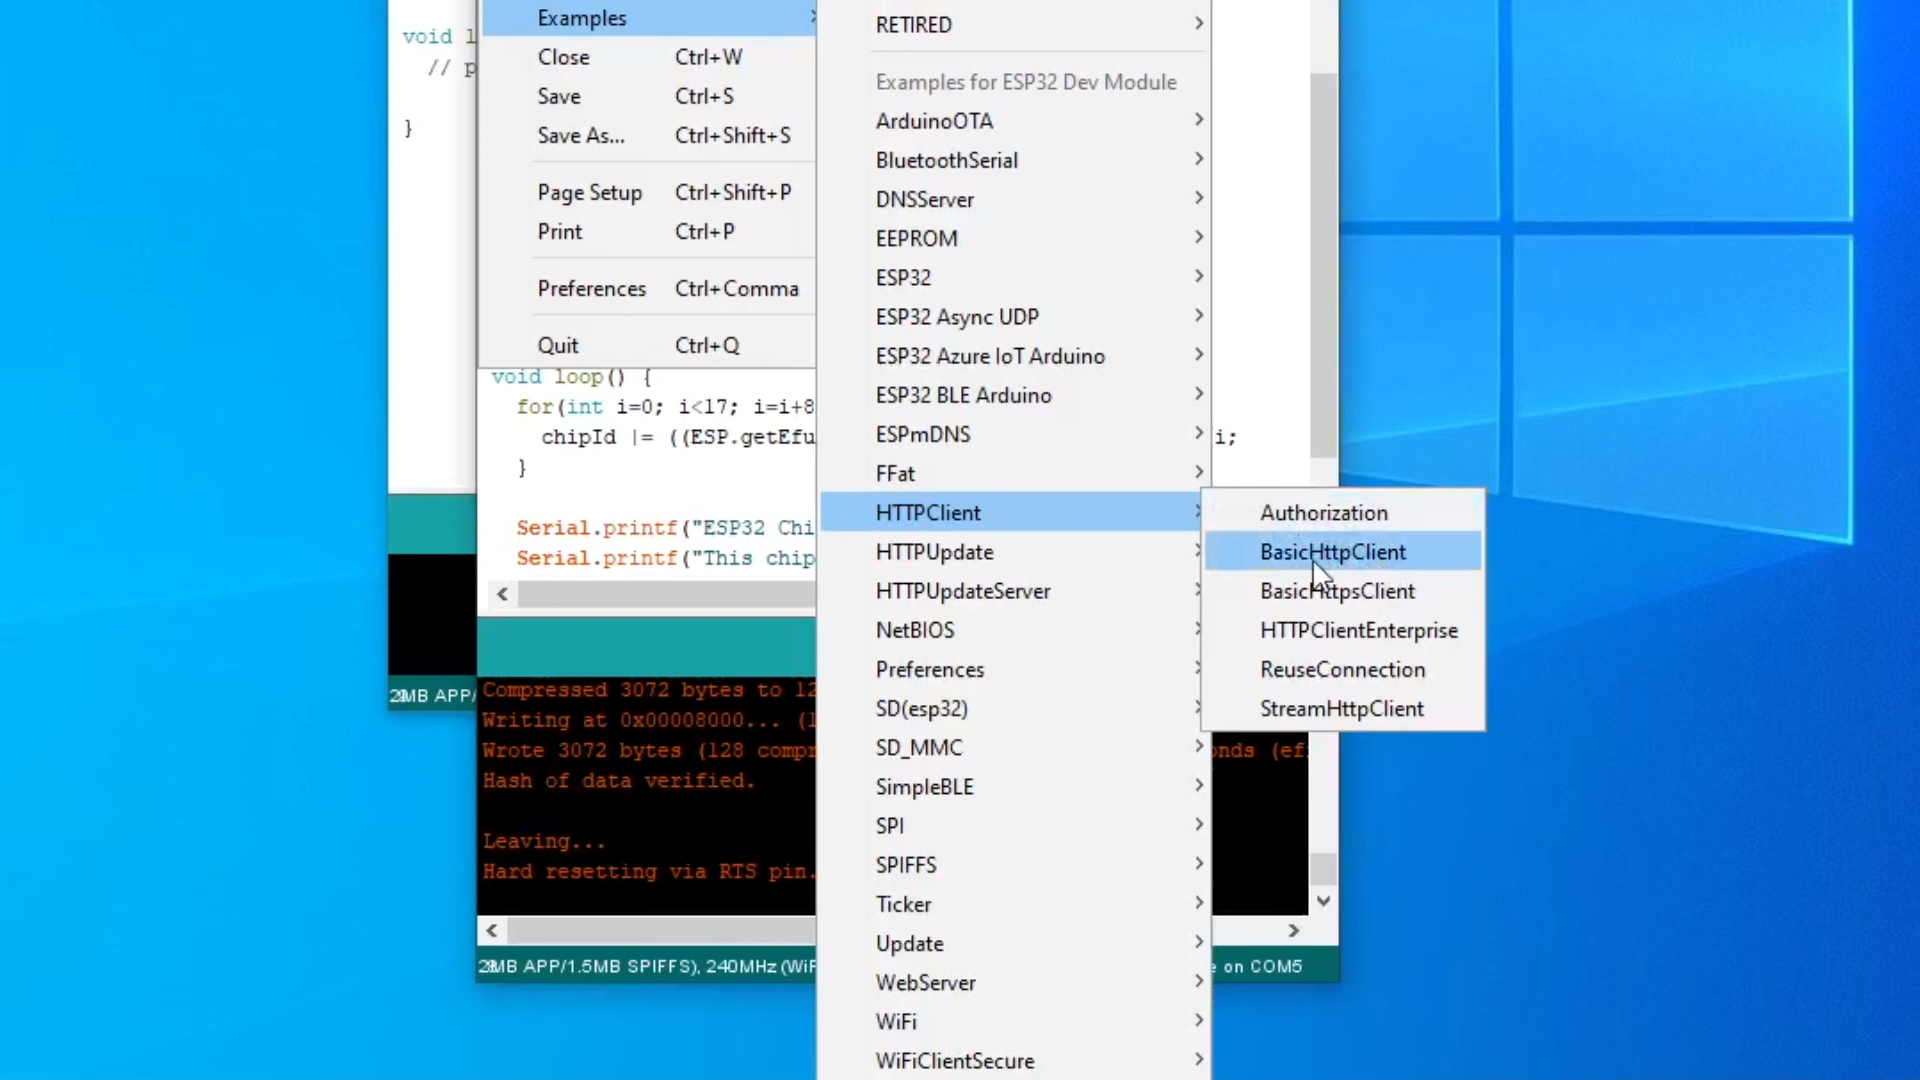 void l
// p
}
Examples
Close Ctrl+W
Save Ctrl+S
Save As... Ctrl+Shift+S
Page Setup Ctrl+Shift+P
Print Ctrl+P
Preferences Ctrl+Comma
Quit Ctrl+Q
RETIRED
Examples for ESP32 Dev Module
ArduinoOTA
BluetoothSerial
DNSServer
EEPROM
ESP32
ESP32 Async UDP
ESP32 Azure IoT Arduino
ESP32 BLE Arduino
ESPmDNS
FFat
HTTPClient
HTTPUpdate
HTTPUpdateServer
NetBIOS
Preferences
SD(esp32)
SD_MMC
SimpleBLE
SPI
SPIFFS
Ticker
Update
WebServer
WiFi
WiFiClientSecure
Authorization
BasicHttpClient
BasicHttpsClient
HTTPClientEnterprise
ReuseConnection
StreamHttpClient
void loop() {
for(int i=0; i<17; i=i+8
chipId |= ((ESP.getEfu i;
}
Serial.printf("ESP32 Chi
Serial.printf("This chip
Compressed 3072 bytes to 12
Writing at 0x00008000... (1
Wrote 3072 bytes (128 compr onds (ef
Hash of data verified.
Leaving...
Hard resetting via RTS pin.
MB APP/
MB APP/1.5MB SPIFFS), 240MHz (WiF e on COM5